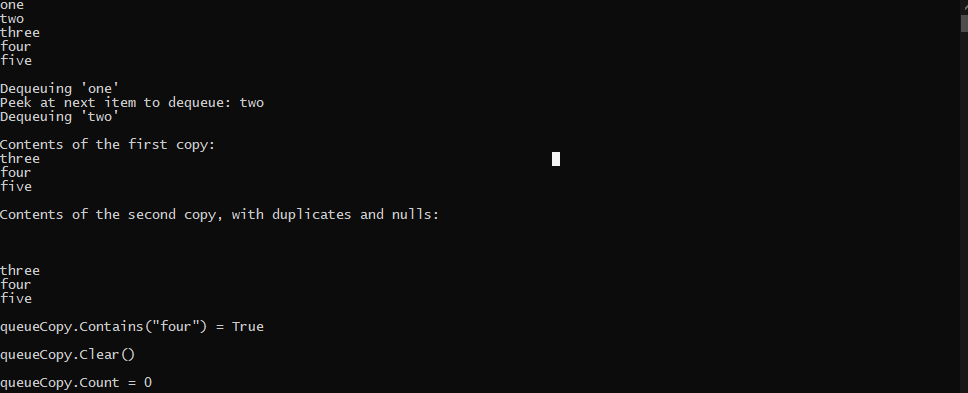 one
two
three
four
five
Dequeuing 'one'
Peek at next item to dequeue: two
Dequeuing 'two'
Contents of the first copy:
three
four
five
Contents of the second copy, with duplicates and nulls:
three
four
five
queueCopy.Contains("four") = True
queueCopy.Clear()
queueCopy.Count = 0